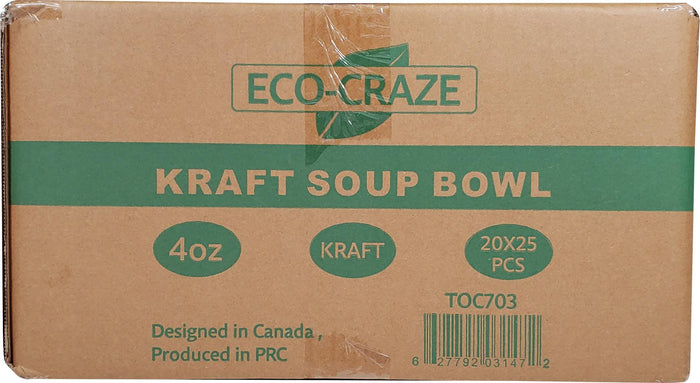 ECO-CRAZE
KRAFT SOUP BOWL
4oz
KRAFT
20X25
PCS
TOC703
Designed in Canada ,
Produced in PRC
6 27792 03147 2